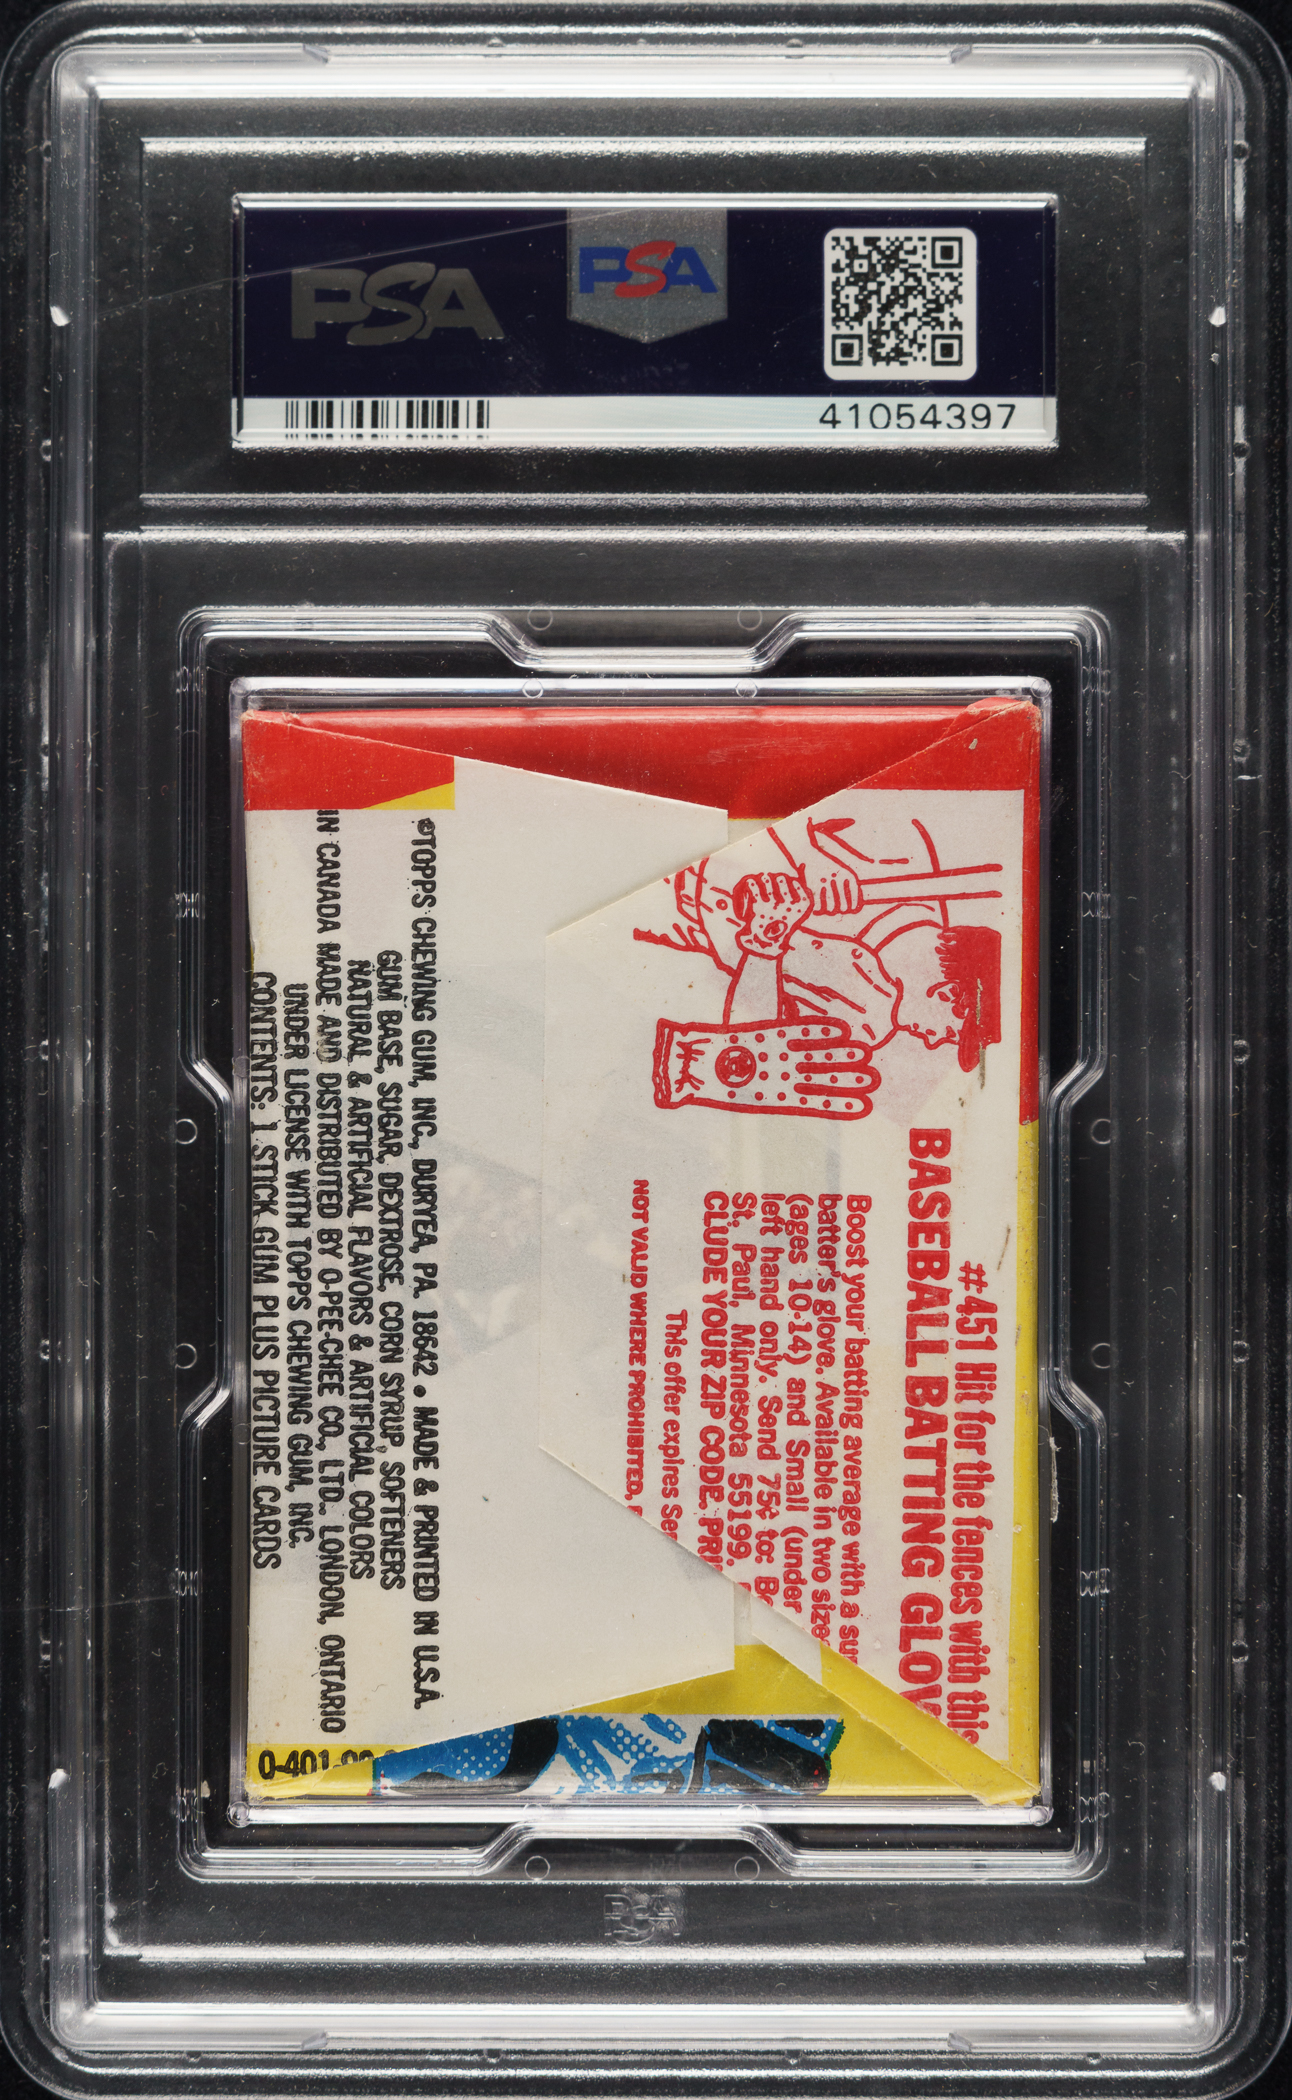 PSA
PSA
41054397
#451 Hit for the fences with this
BASEBALL BATTING GLOV
Boost your batting average with a su
batter's glove. Available in two size
(ages 10-14) and Small (under
left hand only. Send 75¢ to: Bo
St. Paul, Minnesota 55199.
CLUDE YOUR ZIP CODE. PRI
This offer expires Se
NOT VALID WHERE PROHIBITED,
©TOPPS CHEWING GUM, INC., DURYEA, PA. 18642 • MADE & PRINTED IN U.S.A.
GUM BASE, SUGAR, DEXTROSE, CORN SYRUP, SOFTENERS
NATURAL & ARTIFICIAL FLAVORS & ARTIFICIAL COLORS
IN CANADA MADE AND DISTRIBUTED BY O-PEE-CHEE CO., LTD., LONDON, ONTARIO
UNDER LICENSE WITH TOPPS CHEWING GUM, INC.
CONTENTS: 1 STICK GUM PLUS PICTURE CARDS
0-401-
PSA